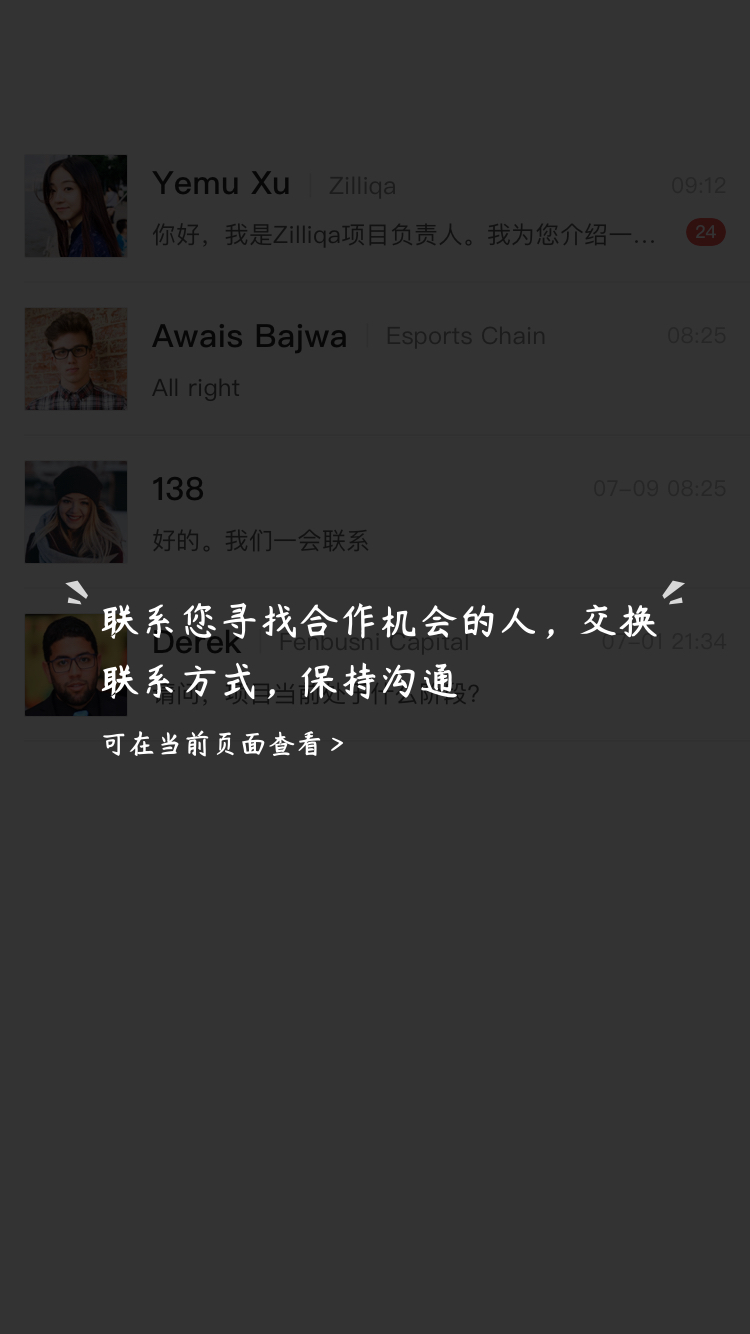 Yemu Xu | Zilliqa 09:12
你好，我是Zilliqa项目负责人。我为您介绍一... 24
Awais Bajwa | Esports Chain 08:25
All right
138 07-09 08:25
好的。我们一会联系
联系您寻找合作机会的人，交换
Derek | Fenbushi Capital 07-01 21:34
联系方式，保持沟通
请问，项目当前处于什么阶段?
可在当前页面查看 >